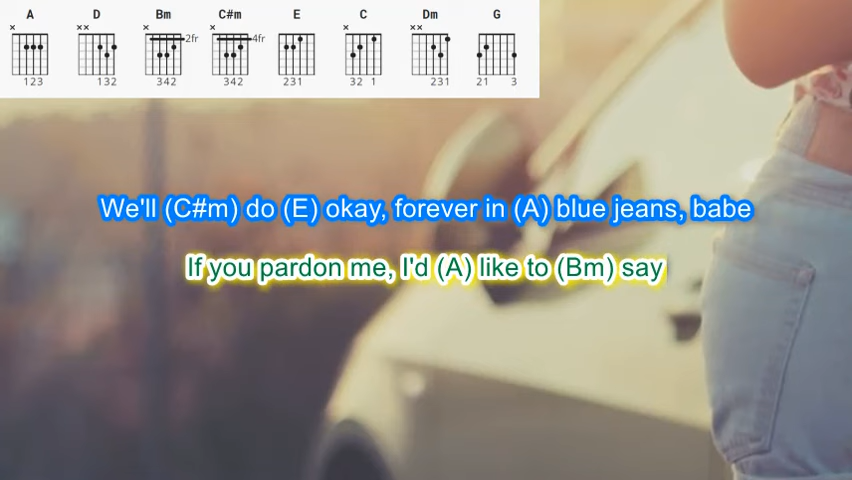 A D Bm C#m E C Dm G
× ×× × × × ××
2fr 4fr
123 132 342 342 231 32 1 231 21 3
We'll (C#m) do (E) okay, forever in (A) blue jeans, babe
If you pardon me, I'd (A) like to (Bm) say